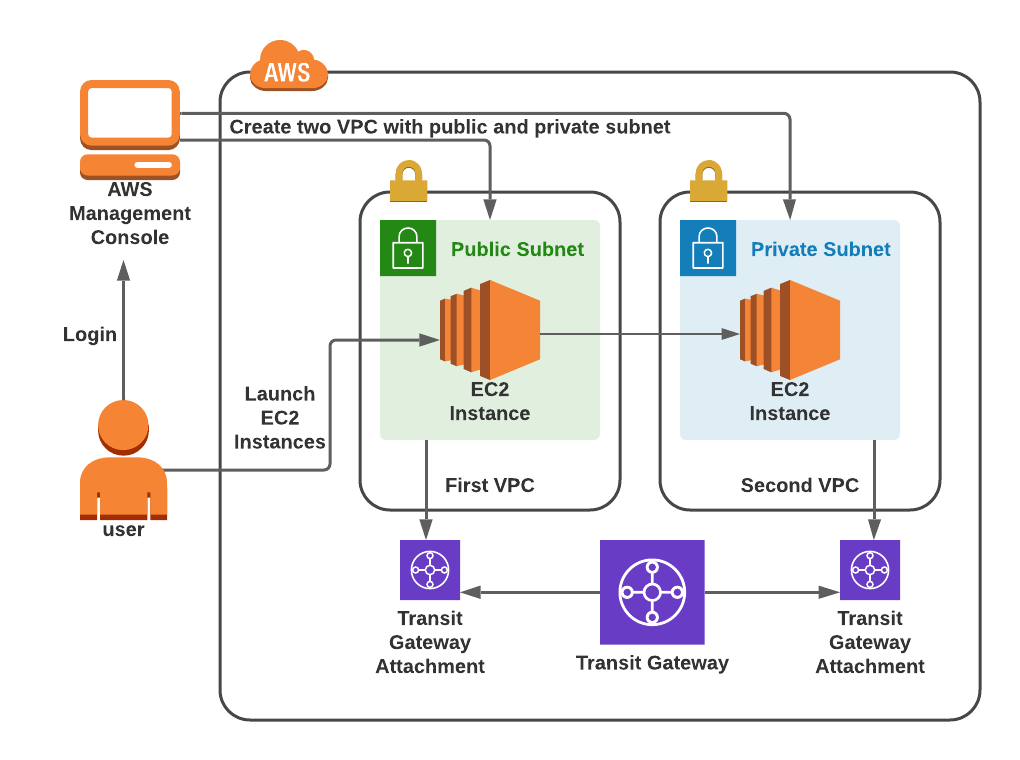 AWS
Create two VPC with public and private subnet
AWS
Management
Console
Public Subnet
Private Subnet
Login
EC2
Instance
EC2
Instance
Launch
EC2
Instances
First VPC
Second VPC
user
Transit
Gateway
Attachment
Transit Gateway
Transit
Gateway
Attachment